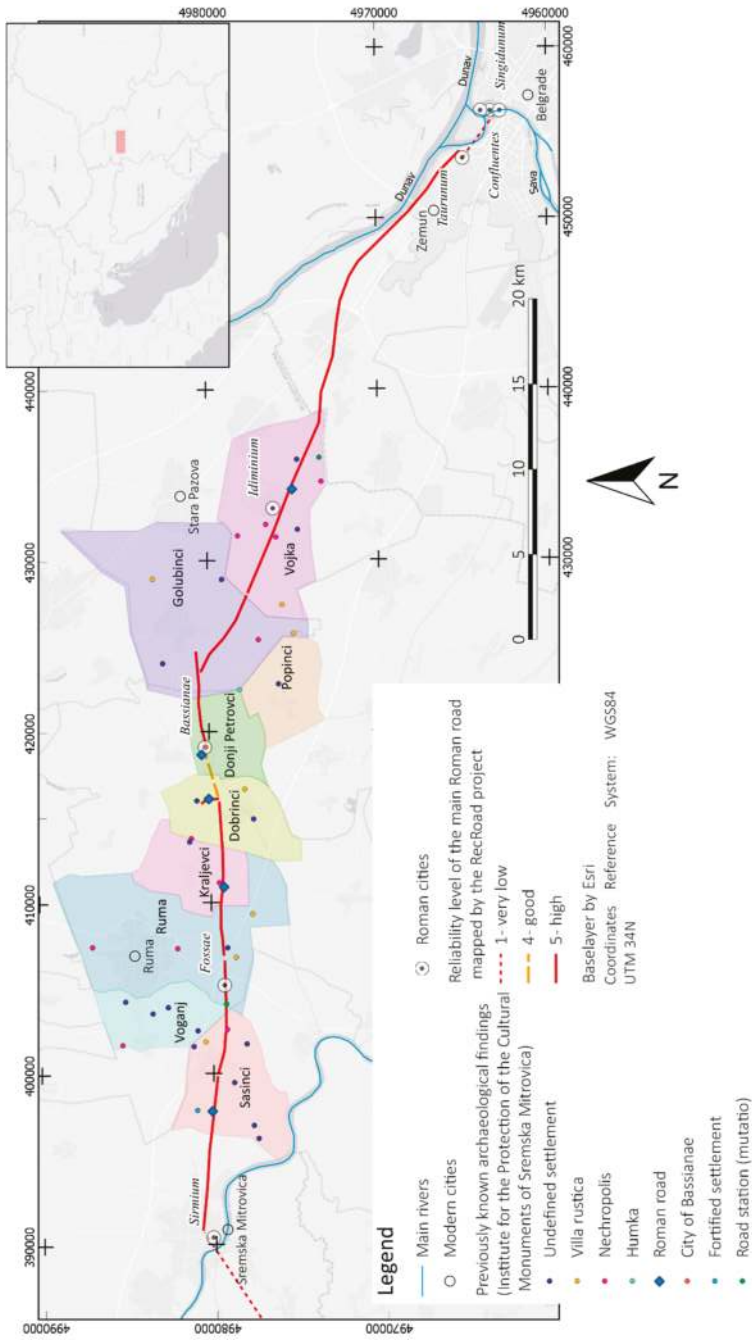 4980000
4970000
4960000
460000
450000
440000
430000
420000
410000
400000
390000
4990000
4980000
4970000
Dunav
Singidunum
Belgrade
Confluentes
Sava
Dunav
Taurunum
Zemun
Idiminium
Stara Pazova
Golubinci
Vojka
Popinci
Bassianae
Donji Petrovci
Dobrinci
Kraljevci
Ruma
Ruma
Fossae
Voganj
Sasinci
Sirmium
Sremska Mitrovica
0 5 10 15 20 km
N
Legend
Main rivers
Modern cities
Previously known archaeological findings
(Institute for the Protection of the Cultural
Monuments of Sremska Mitrovica)
Undefined settlement
Villa rustica
Nechropolis
Humka
Roman road
City of Bassianae
Fortified settlement
Road station (mutatio)
Roman cities
Reliability level of the main Roman road
mapped by the RecRoad project
1- very low
4- good
5- high
Baselayer by Esri
Coordinates Reference System: WGS84
UTM 34N